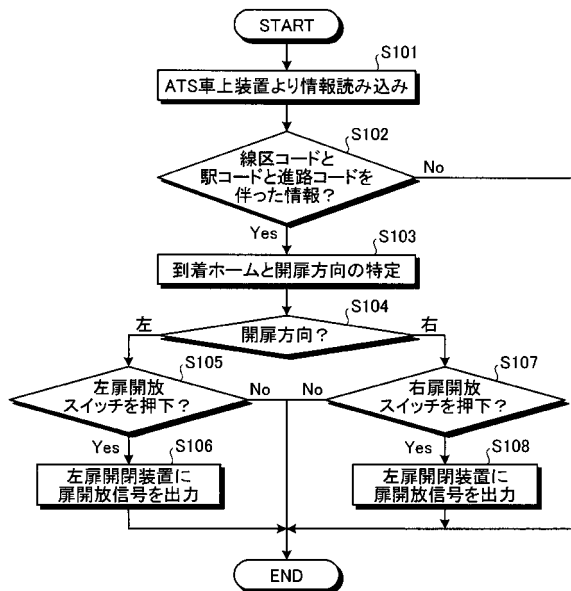 START
S101
ATS車上装置より情報読み込み
S102
線区コードと
駅コードと進路コードを
伴った情報？
No
Yes
S103
到着ホームと開扉方向の特定
S104
左
開扉方向？
右
S105
左扉開放
スイッチを押下？
No
No
S107
右扉開放
スイッチを押下？
Yes
S106
左扉開閉装置に
扉開放信号を出力
Yes
S108
左扉開閉装置に
扉開放信号を出力
END